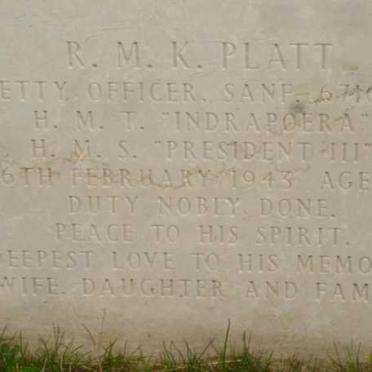 R. M. K. PLATT
ETTY OFFICER, SANF
H. M. T. "INDRAPOERA"
H. M. S. "PRESIDENT III"
6TH FEBRUARY 1943 AGE
DUTY NOBLY DONE.
PEACE TO HIS SPIRIT.
DEEPEST LOVE TO HIS MEMO
WIFE, DAUGHTER AND FAM